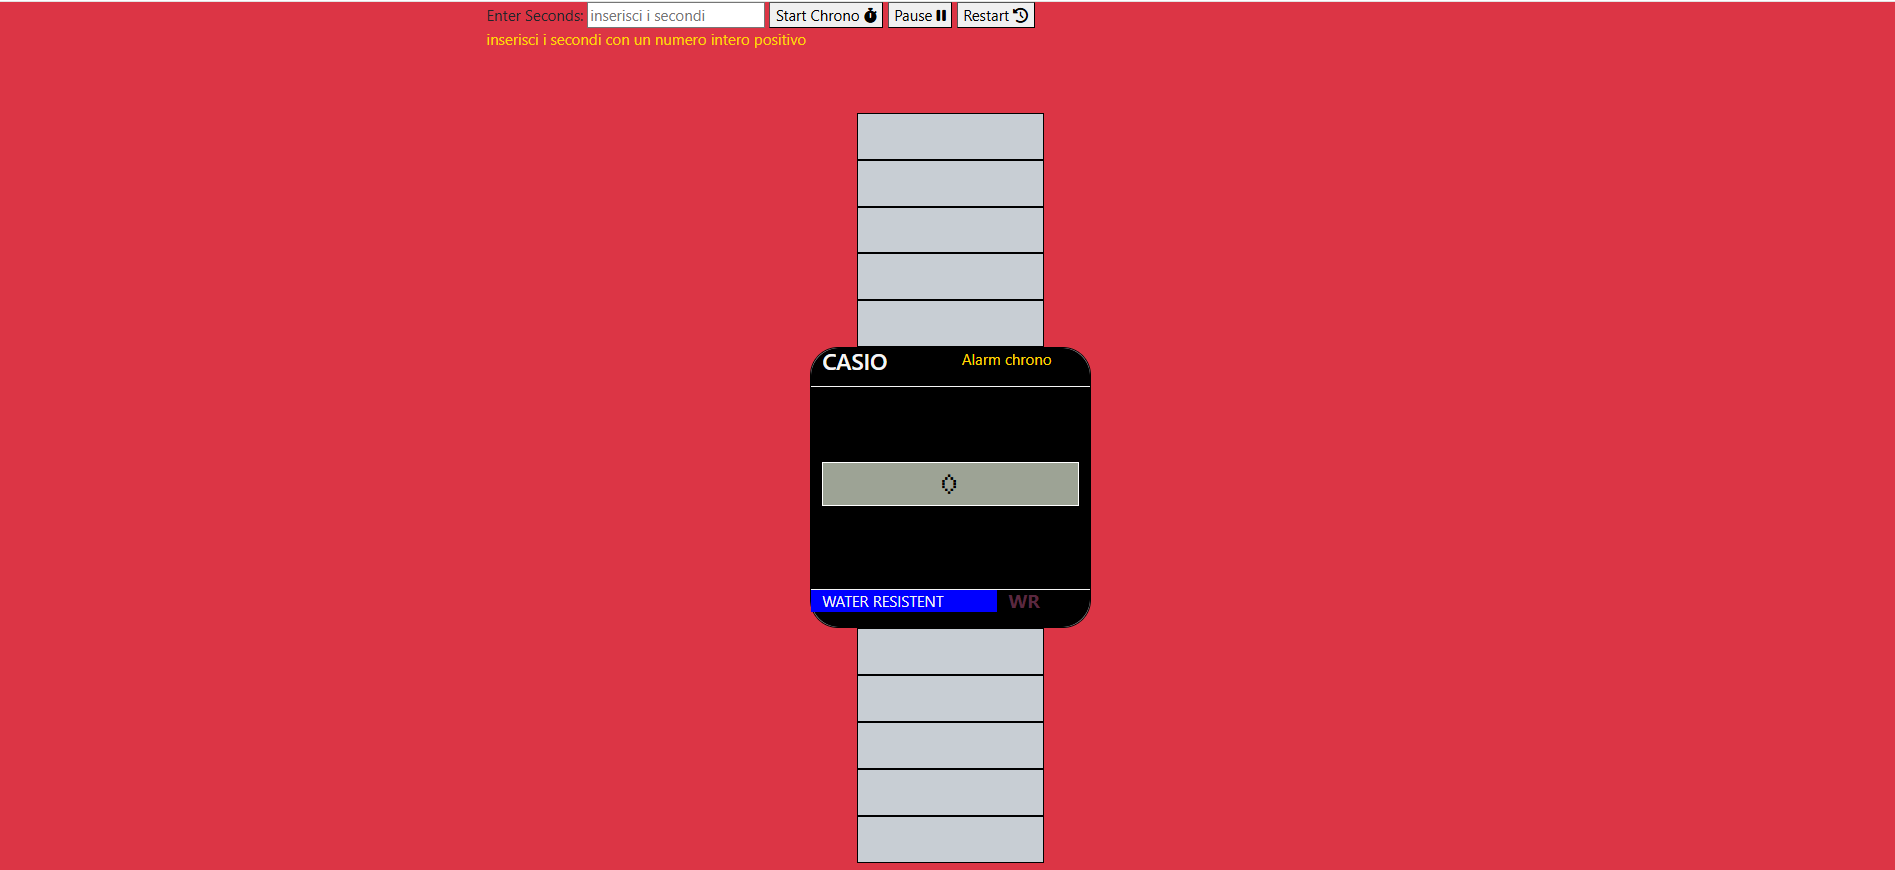 Enter Seconds: inserisci i secondi Start Chrono Pause Restart
inserisci i secondi con un numero intero positivo
CASIO Alarm chrono
0
WATER RESISTENT WR